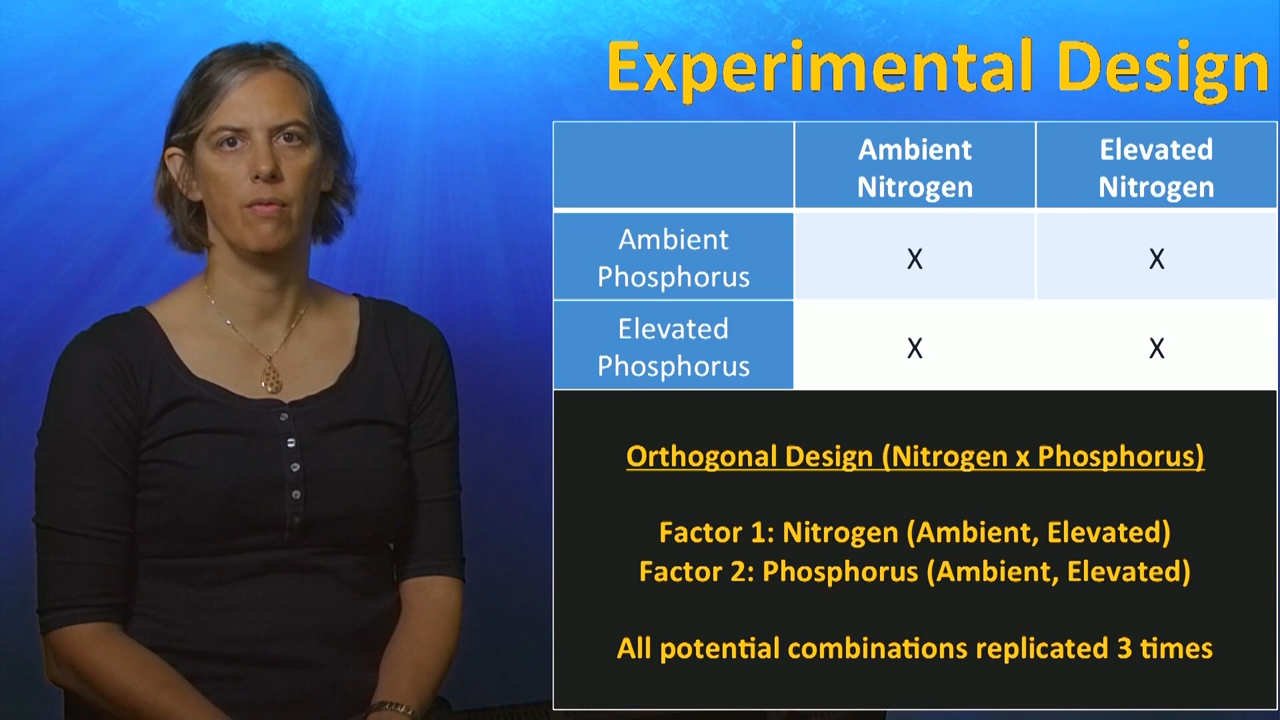 Experimental Design
Ambient
Nitrogen
Elevated
Nitrogen
Ambient
Phosphorus
X
X
Elevated
Phosphorus
X
X
Orthogonal Design (Nitrogen x Phosphorus)
Factor 1: Nitrogen (Ambient, Elevated)
Factor 2: Phosphorus (Ambient, Elevated)
All potential combinations replicated 3 times